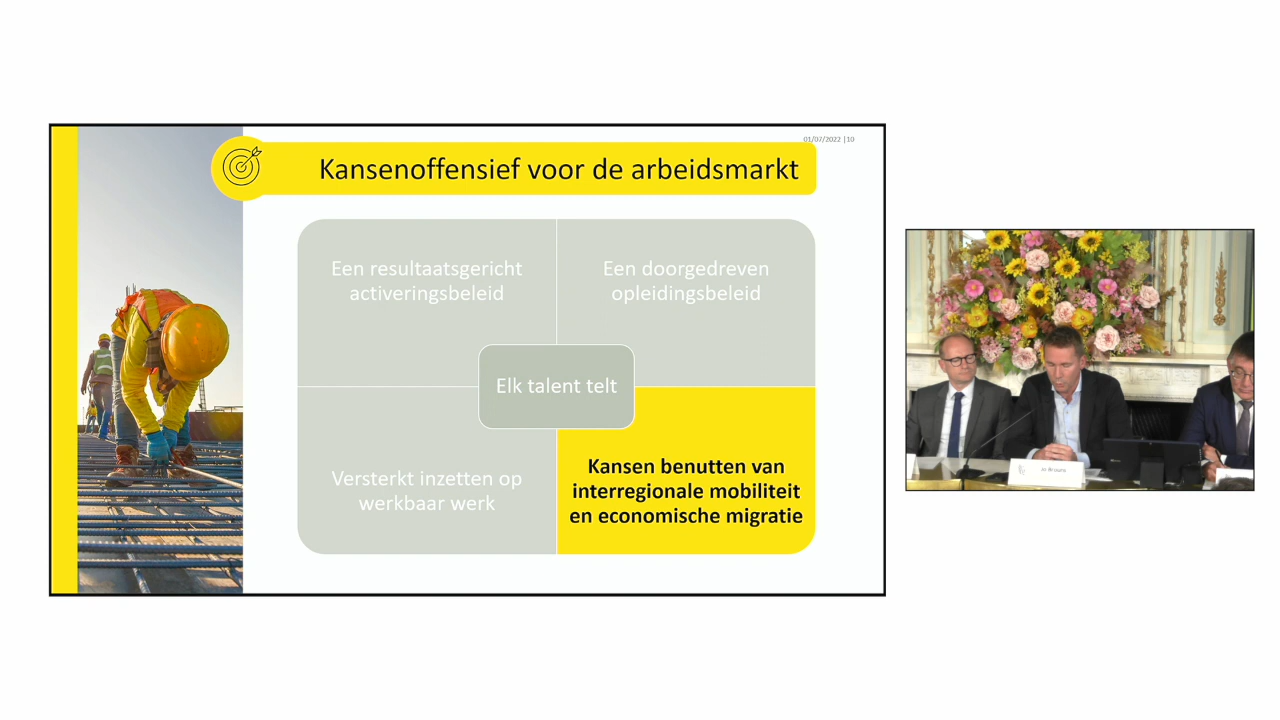 01/07/2022 |10
Kansenoffensief voor de arbeidsmarkt
Een resultaatsgericht
activeringsbeleid
Een doorgedreven
opleidingsbeleid
Elk talent telt
Versterkt inzetten op
werkbaar werk
Kansen benutten van
interregionale mobiliteit
en economische migratie